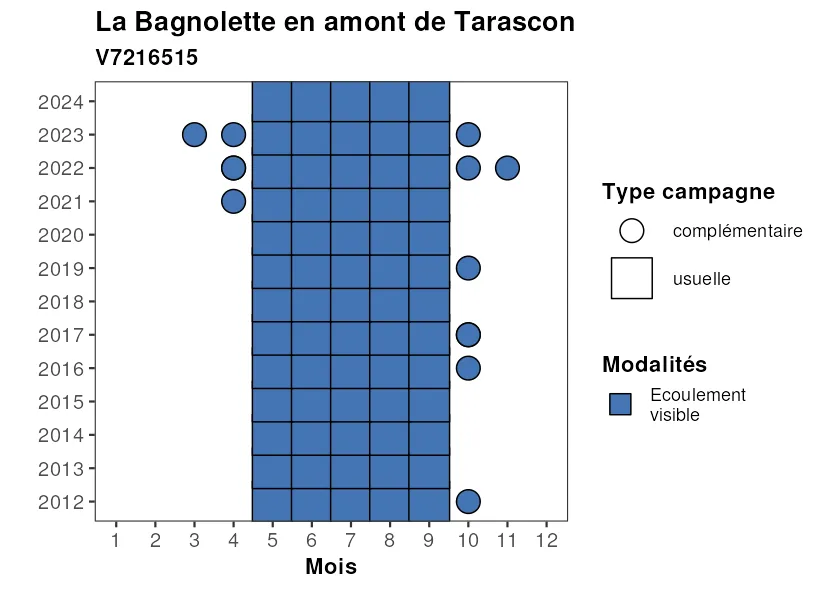 La Bagnolette en amont de Tarascon
V7216515
2024
2023
2022
2021
2020
2019
2018
2017
2016
2015
2014
2013
2012
1 2 3 4 5 6 7 8 9 10 11 12
Mois
Type campagne
complémentaire
usuelle
Modalités
Ecoulement
visible